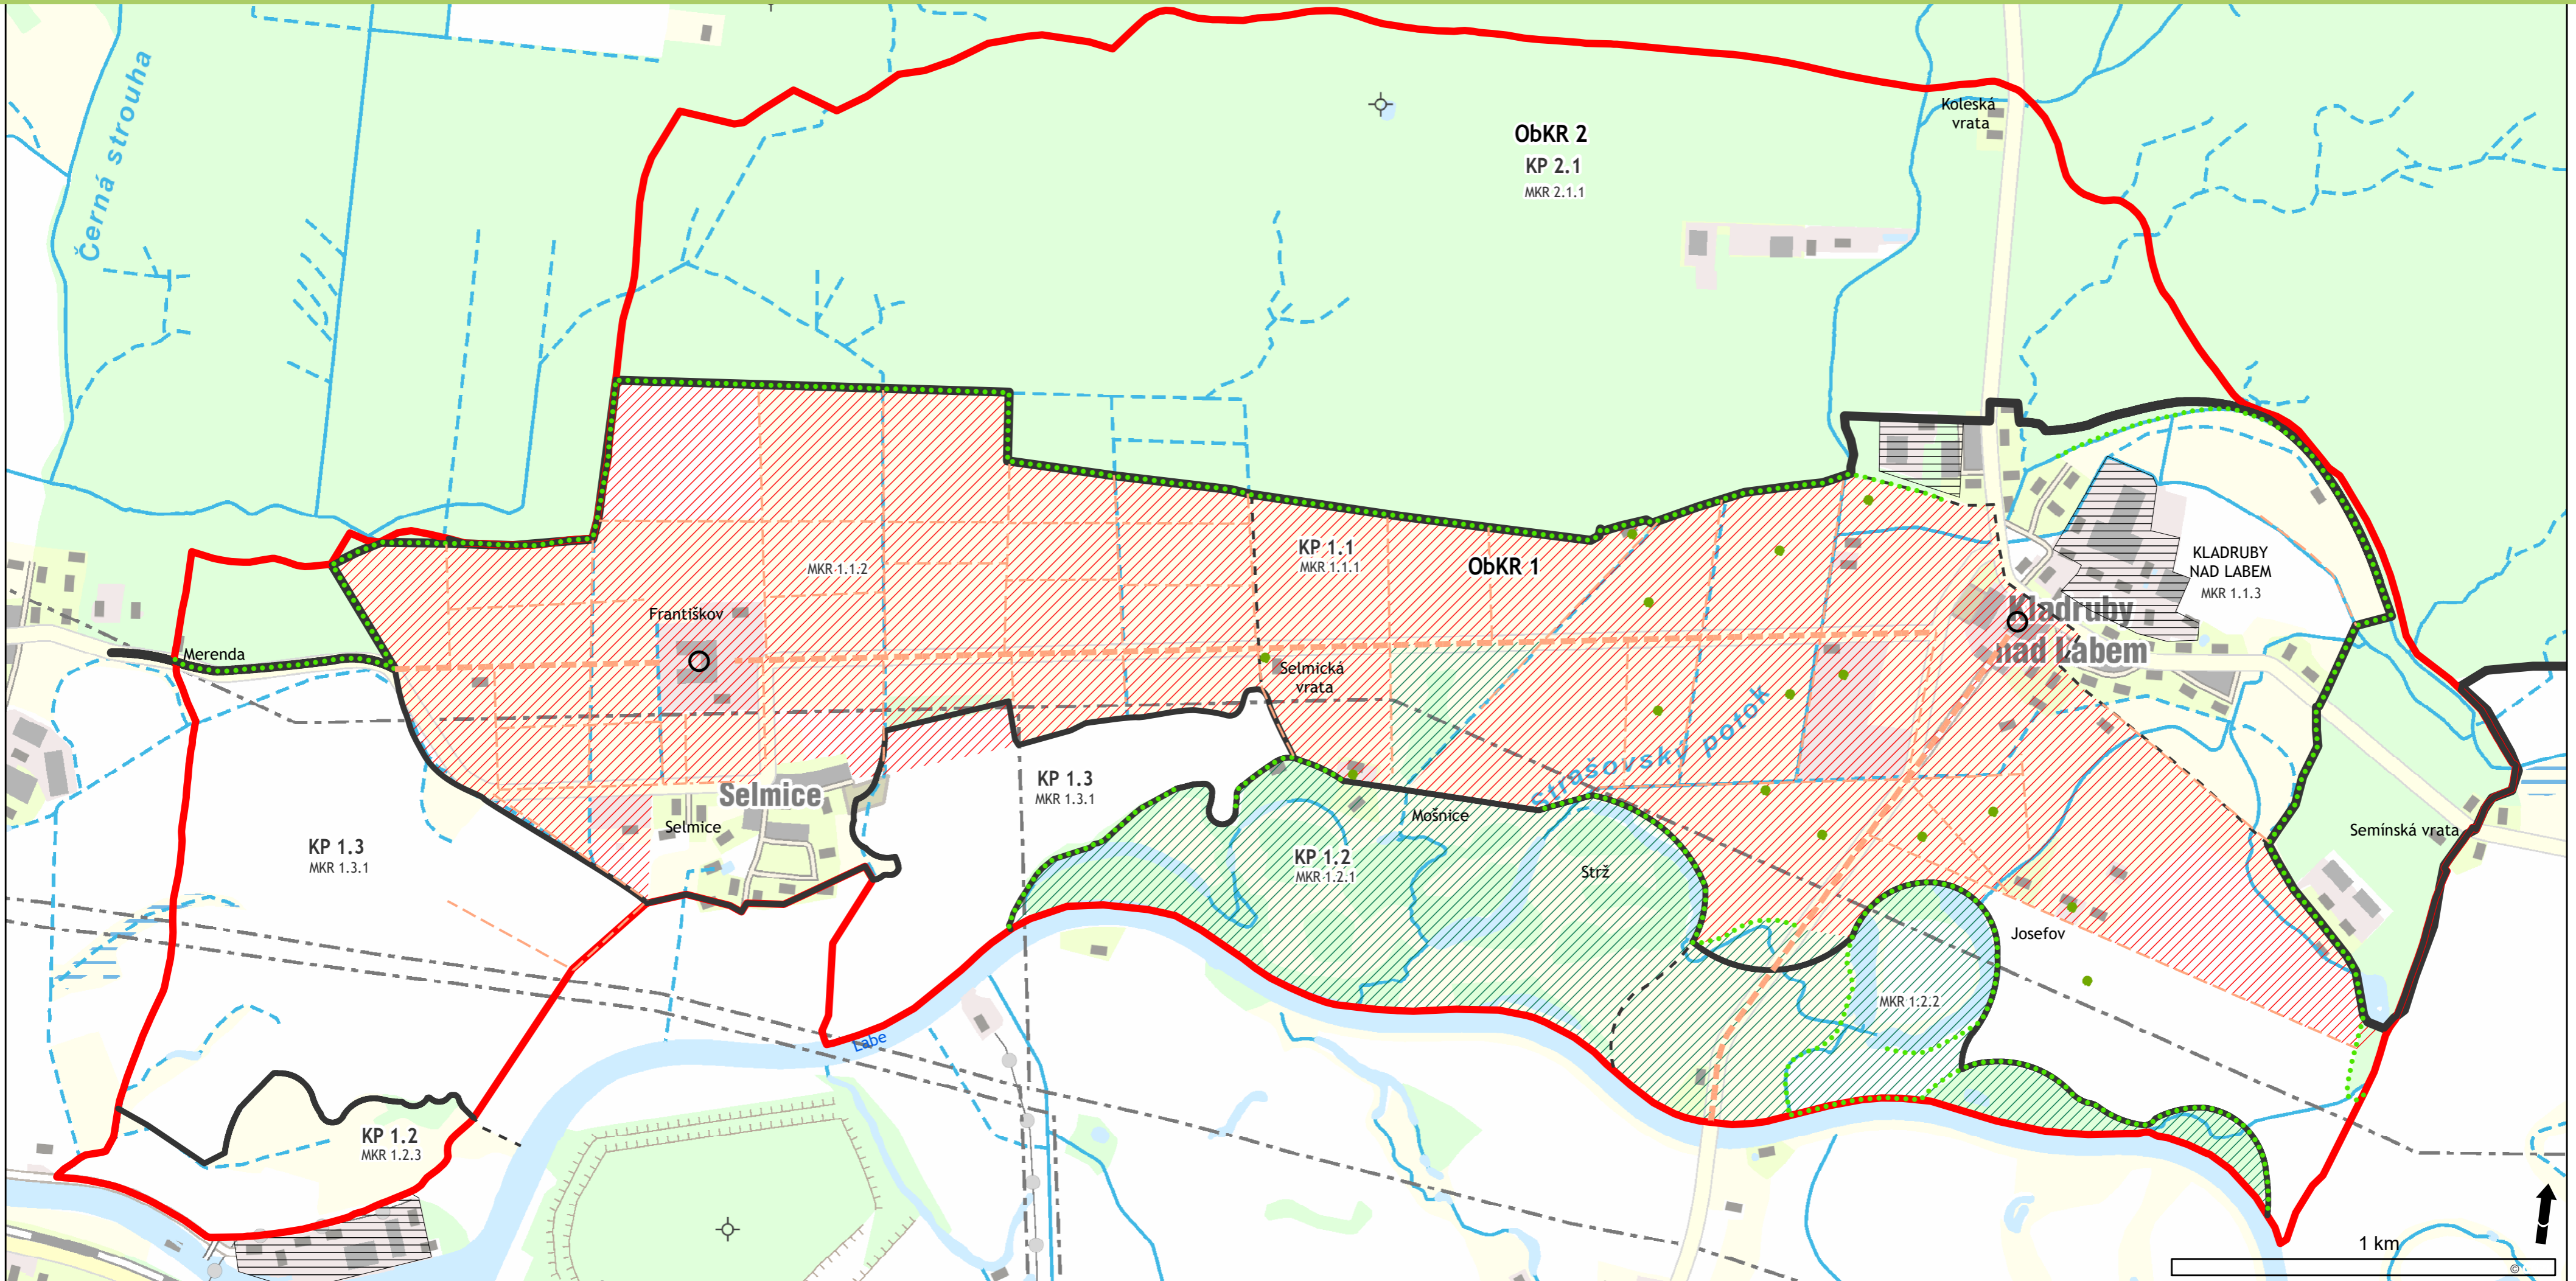 Černá strouha
Koleská
vrata
ObKR 2
KP 2.1
MKR 2.1.1
KP 1.1
MKR 1.1.1
ObKR 1
MKR 1.1.2
KLADRUBY
NAD LABEM
MKR 1.1.3
Františkov
Kladruby
nad Labem
Merenda
Selmická
vrata
Strašovský potok
KP 1.3
MKR 1.3.1
Selmice
Selmice
Mošnice
Semínská vrata
KP 1.3
MKR 1.3.1
KP 1.2
MKR 1.2.1
Strž
Josefov
MKR 1.2.2
Labe
KP 1.2
MKR 1.2.3
1 km
©